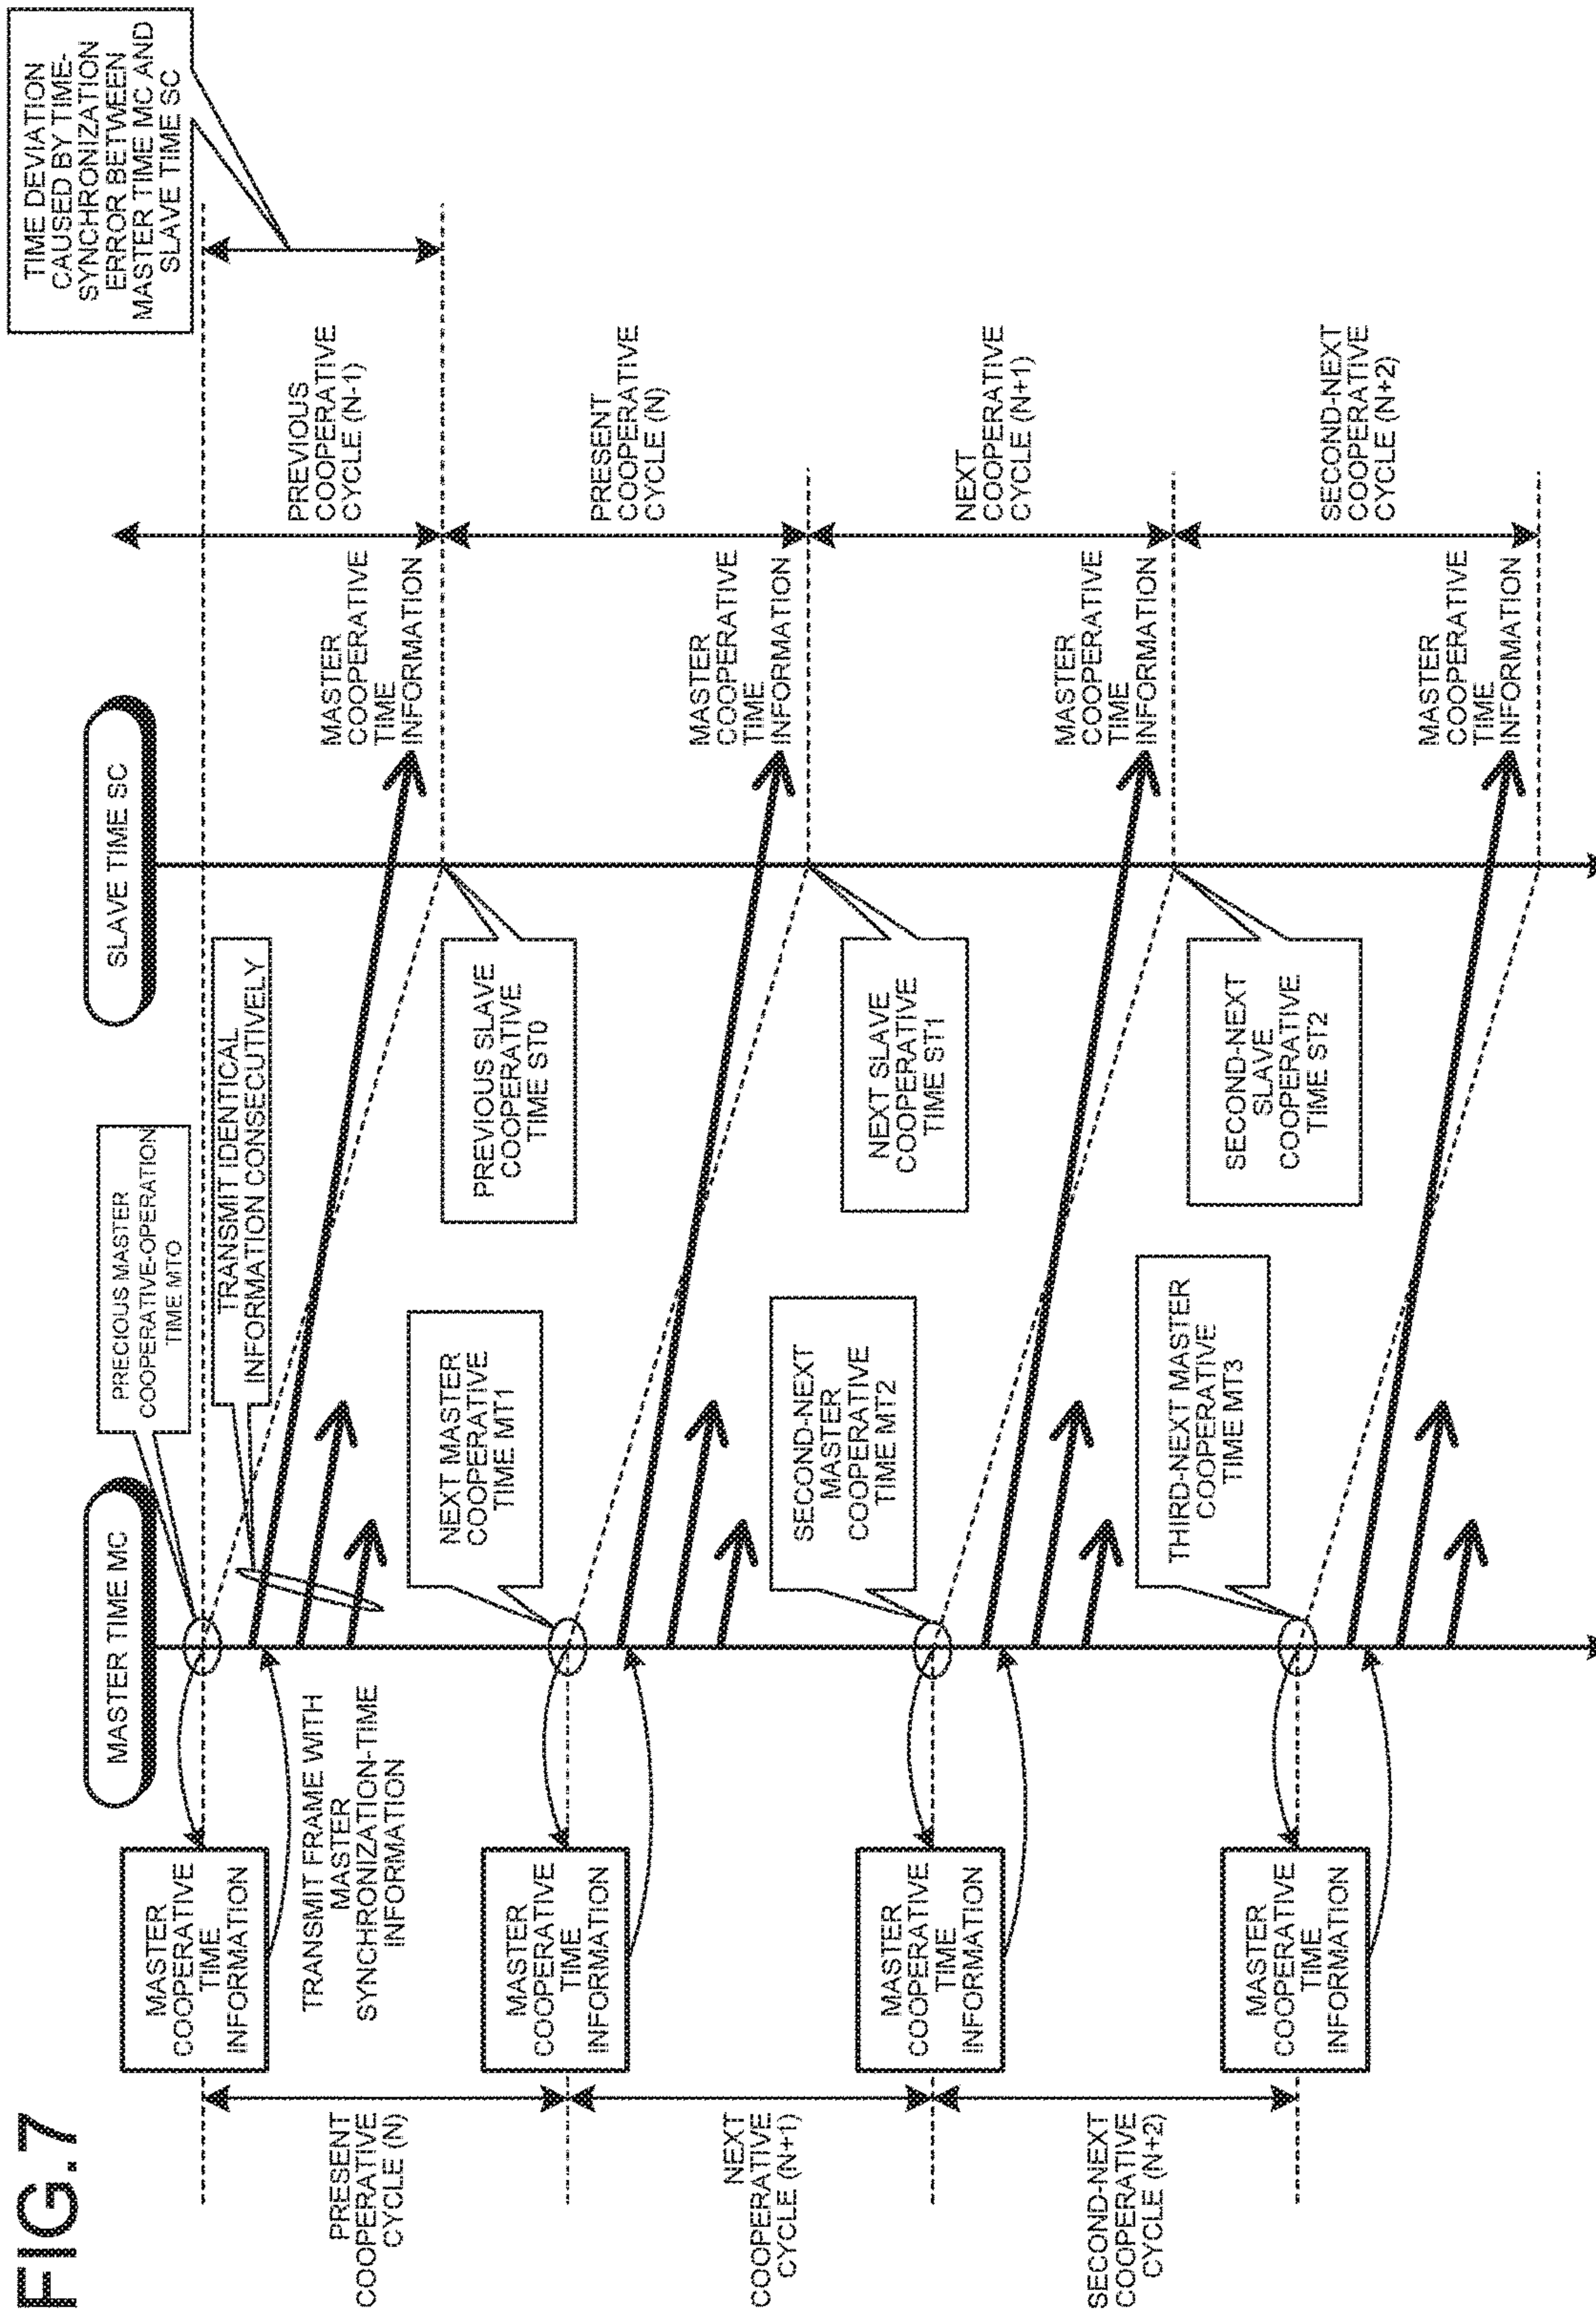 FIG.7
MASTER TIME MC
SLAVE TIME SC
TIME DEVIATION
CAUSED BY TIME-
SYNCHRONIZATION
ERROR BETWEEN
MASTER TIME MC AND
SLAVE TIME SC
PRECIOUS MASTER
COOPERATIVE-OPERATION
TIME MTO
TRANSMIT IDENTICAL
INFORMATION CONSECUTIVELY
MASTER
COOPERATIVE
TIME
INFORMATION
TRANSMIT FRAME WITH
MASTER
SYNCHRONIZATION-TIME
INFORMATION
PRESENT
COOPERATIVE
CYCLE (N)
MASTER
COOPERATIVE
TIME
INFORMATION
PREVIOUS
COOPERATIVE
CYCLE (N-1)
NEXT MASTER
COOPERATIVE
TIME MT1
PREVIOUS SLAVE
COOPERATIVE
TIME ST0
MASTER
COOPERATIVE
TIME
INFORMATION
NEXT
COOPERATIVE
CYCLE (N+1)
MASTER
COOPERATIVE
TIME
INFORMATION
PRESENT
COOPERATIVE
CYCLE (N)
SECOND-NEXT
MASTER
COOPERATIVE
TIME MT2
NEXT SLAVE
COOPERATIVE
TIME ST1
MASTER
COOPERATIVE
TIME
INFORMATION
SECOND-NEXT
COOPERATIVE
CYCLE (N+2)
MASTER
COOPERATIVE
TIME
INFORMATION
NEXT
COOPERATIVE
CYCLE (N+1)
THIRD-NEXT MASTER
COOPERATIVE
TIME MT3
SECOND-NEXT
SLAVE
COOPERATIVE
TIME ST2
MASTER
COOPERATIVE
TIME
INFORMATION
MASTER
COOPERATIVE
TIME
INFORMATION
SECOND-NEXT
COOPERATIVE
CYCLE (N+2)